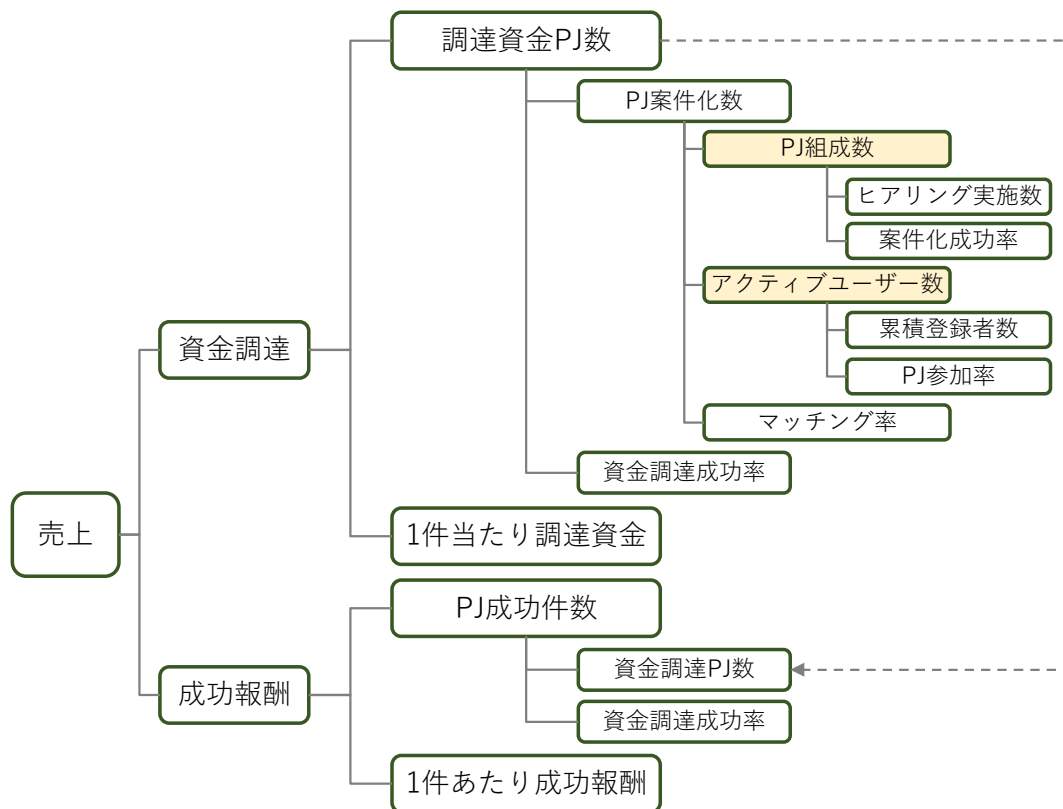 調達資金PJ数
PJ案件化数
PJ組成数
ヒアリング実施数
案件化成功率
アクティブユーザー数
累積登録者数
資金調達
PJ参加率
マッチング率
資金調達成功率
売上
1件当たり調達資金
PJ成功件数
資金調達PJ数
成功報酬
資金調達成功率
1件あたり成功報酬